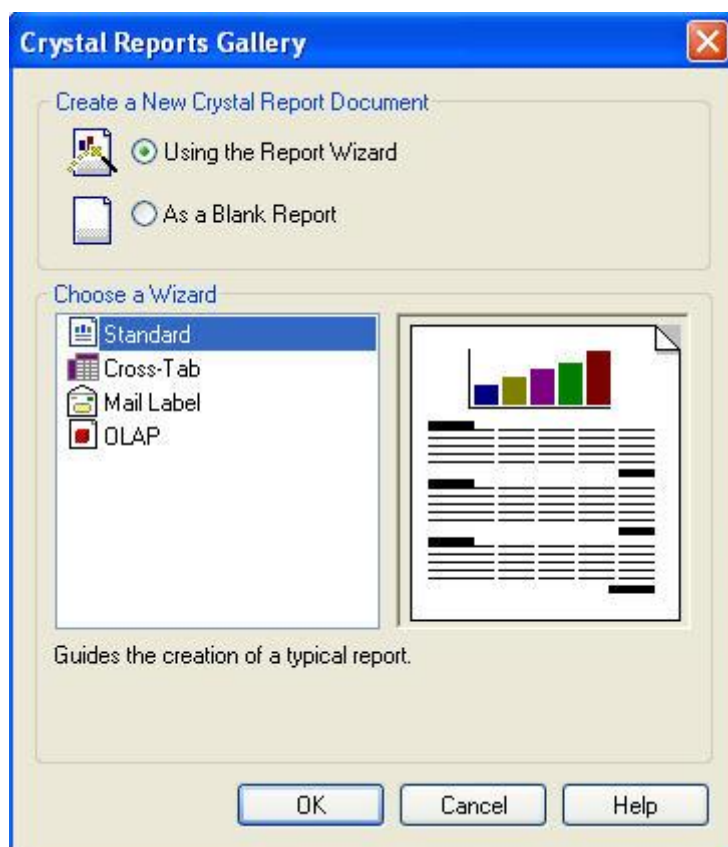 Crystal Reports Gallery
Create a New Crystal Report Document
Using the Report Wizard
As a Blank Report
Choose a Wizard
Standard
Cross-Tab
Mail Label
OLAP
Guides the creation of a typical report.
OK Cancel Help